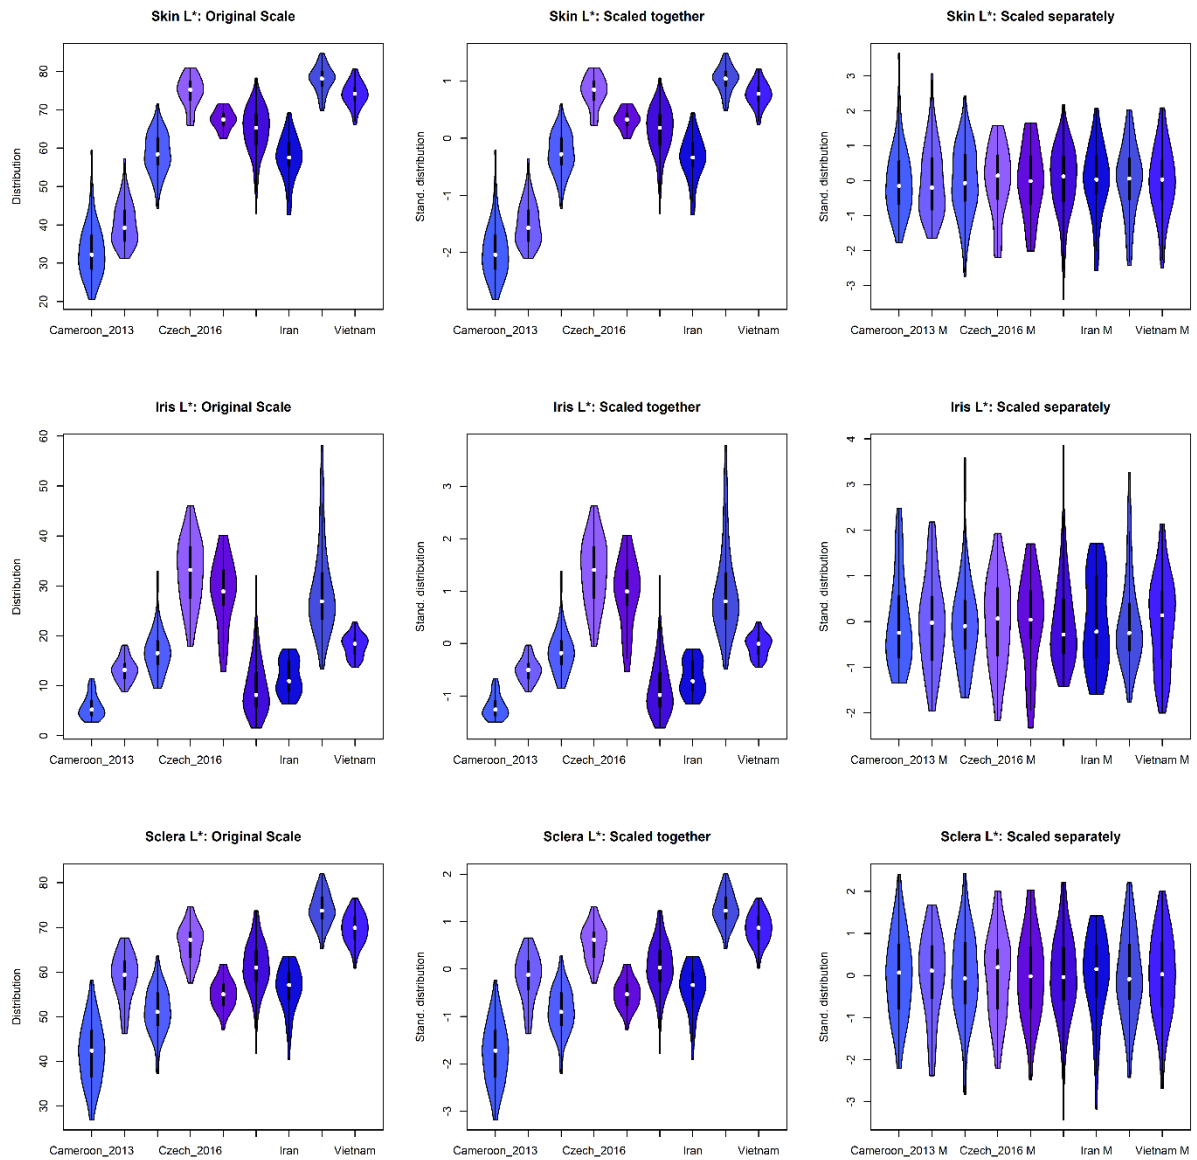 Skin L*: Original Scale
Distribution
80
70
60
50
40
30
20
Cameroon_2013 Czech_2016 Iran Vietnam
Skin L*: Scaled together
Stand. distribution
1
0
-1
-2
Skin L*: Scaled separately
Stand. distribution
3
2
1
0
-1
-2
-3
Cameroon_2013 M Czech_2016 M Iran M Vietnam M
Iris L*: Original Scale
Distribution
60
50
40
30
20
10
0
Cameroon_2013 Czech_2016 Iran Vietnam
Iris L*: Scaled together
Stand. distribution
3
2
1
0
-1
Cameroon_2013 Czech_2016 Iran Vietnam
Iris L*: Scaled separately
Stand. distribution
4
3
2
1
0
-1
-2
Cameroon_2013 M Czech_2016 M Iran M Vietnam M
Sclera L*: Original Scale
Distribution
80
70
60
50
40
30
Cameroon_2013 Czech_2016 Iran Vietnam
Sclera L*: Scaled together
Stand. distribution
2
1
0
-1
-2
-3
Cameroon_2013 Czech_2016 Iran Vietnam
Sclera L*: Scaled separately
Stand. distribution
2
1
0
-1
-2
-3
Cameroon_2013 M Czech_2016 M Iran M Vietnam M